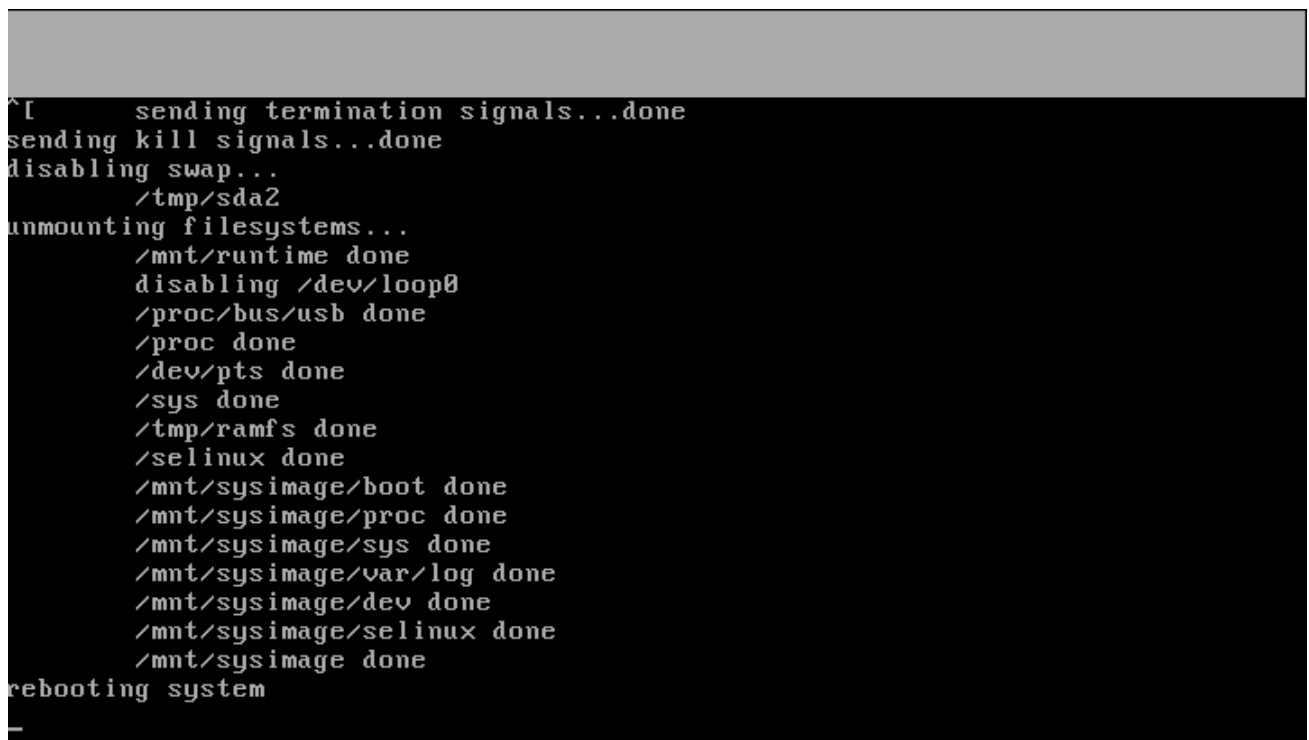 ^[ sending termination signals...done
sending kill signals...done
disabling swap...
/tmp/sda2
unmounting filesystems...
/mnt/runtime done
disabling /dev/loop0
/proc/bus/usb done
/proc done
/dev/pts done
/sys done
/tmp/ramfs done
/selinux done
/mnt/sysimage/boot done
/mnt/sysimage/proc done
/mnt/sysimage/sys done
/mnt/sysimage/var/log done
/mnt/sysimage/dev done
/mnt/sysimage/selinux done
/mnt/sysimage done
rebooting system
_